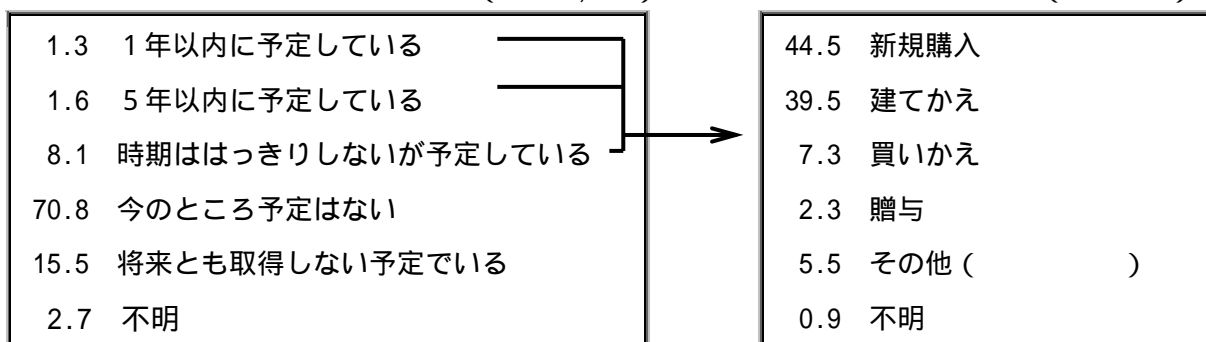 1.3 １年以内に予定している
1.6 ５年以内に予定している
8.1 時期ははっきりしないが予定している
70.8 今のところ予定はない
15.5 将来とも取得しない予定でいる
2.7 不明
44.5 新規購入
39.5 建てかえ
7.3 買いかえ
2.3 贈与
5.5 その他（　　　　　）
0.9 不明